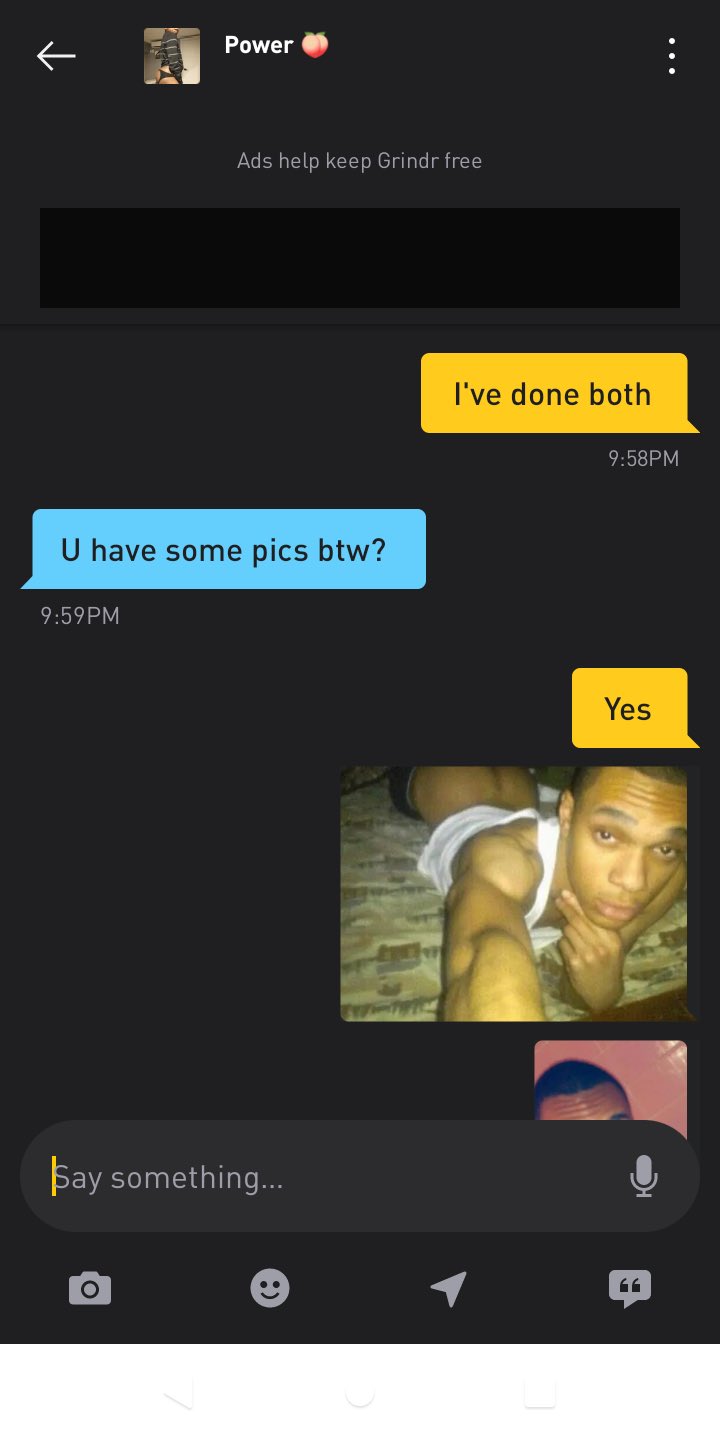 Power 🍑
Ads help keep Grindr free
I've done both
9:58PM
U have some pics btw?
9:59PM
Yes
Say something...